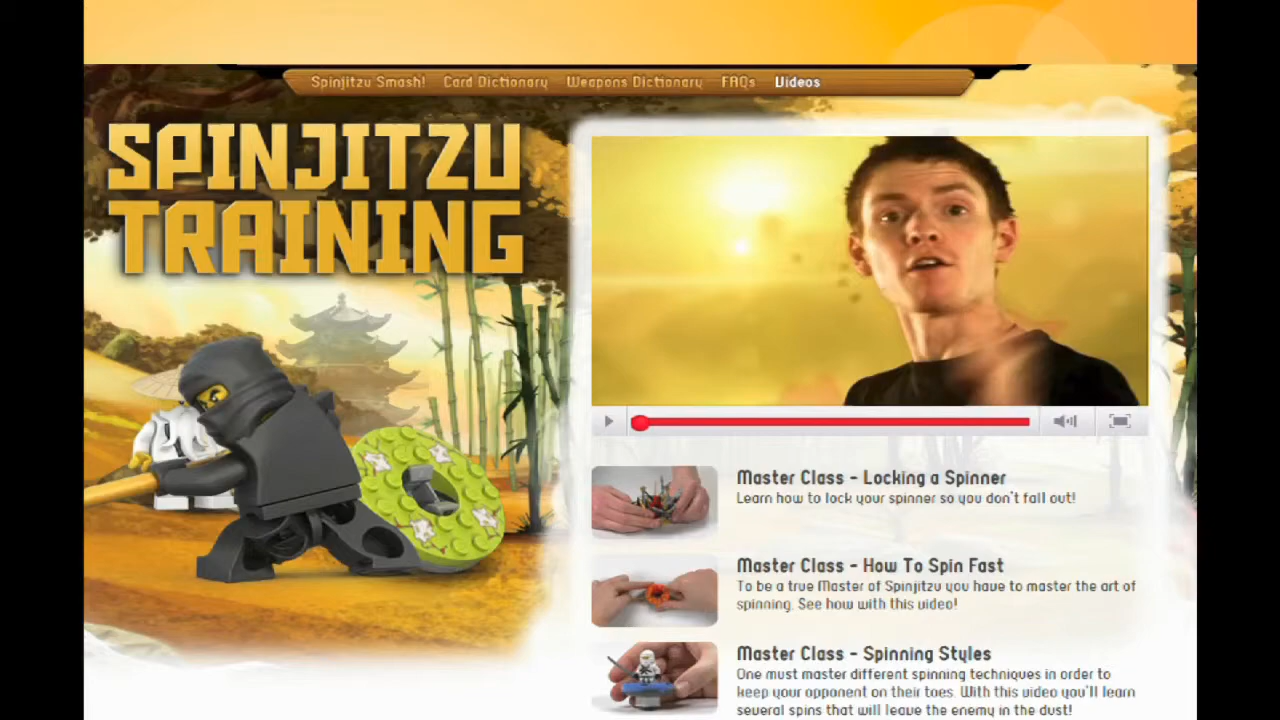 Spinjitzu Smash! Card Dictionary Weapons Dictionary FAQs Videos
SPINJITZU
TRAINING
Master Class - Locking a Spinner
Learn how to lock your spinner so you don't fall out!
Master Class - How To Spin Fast
To be a true Master of Spinjitzu you have to master the art of
spinning. See how with this video!
Master Class - Spinning Styles
One must master different spinning techniques in order to
keep your opponent on their toes. With this video you'll learn
several spins that will leave the enemy in the dust!